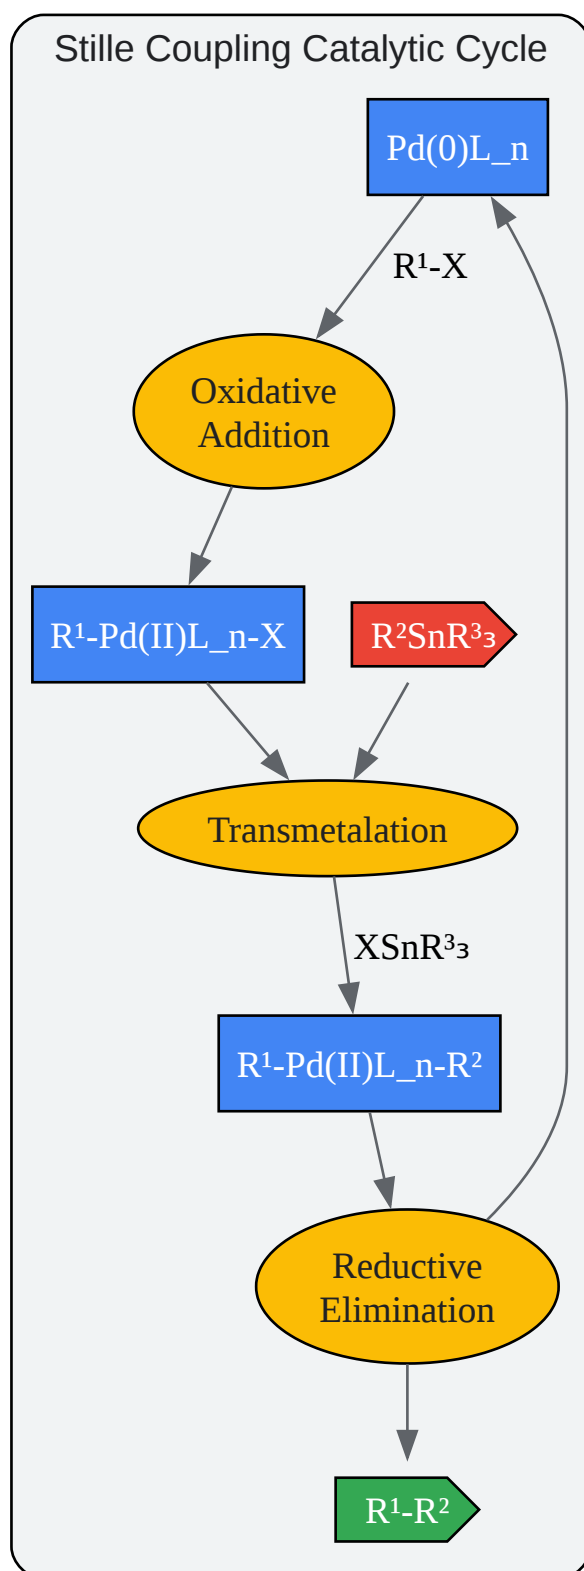 Stille Coupling Catalytic Cycle
Pd(0)L_n
R¹-X
Oxidative
Addition
R¹-Pd(II)L_n-X
R²SnR³₃
Transmetalation
XSnR³₃
R¹-Pd(II)L_n-R²
Reductive
Elimination
R¹-R²